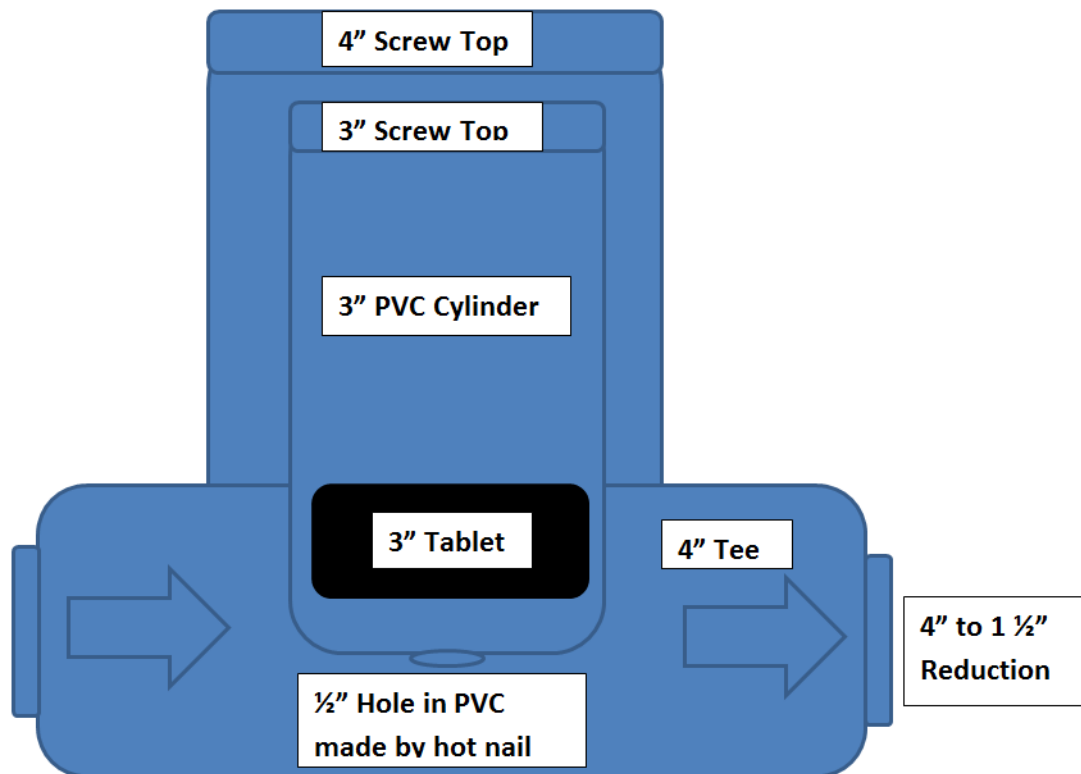 4” Screw Top
3” Screw Top
3” PVC Cylinder
3” Tablet
4” Tee
4” to 1 ½”
Reduction
½” Hole in PVC
made by hot nail